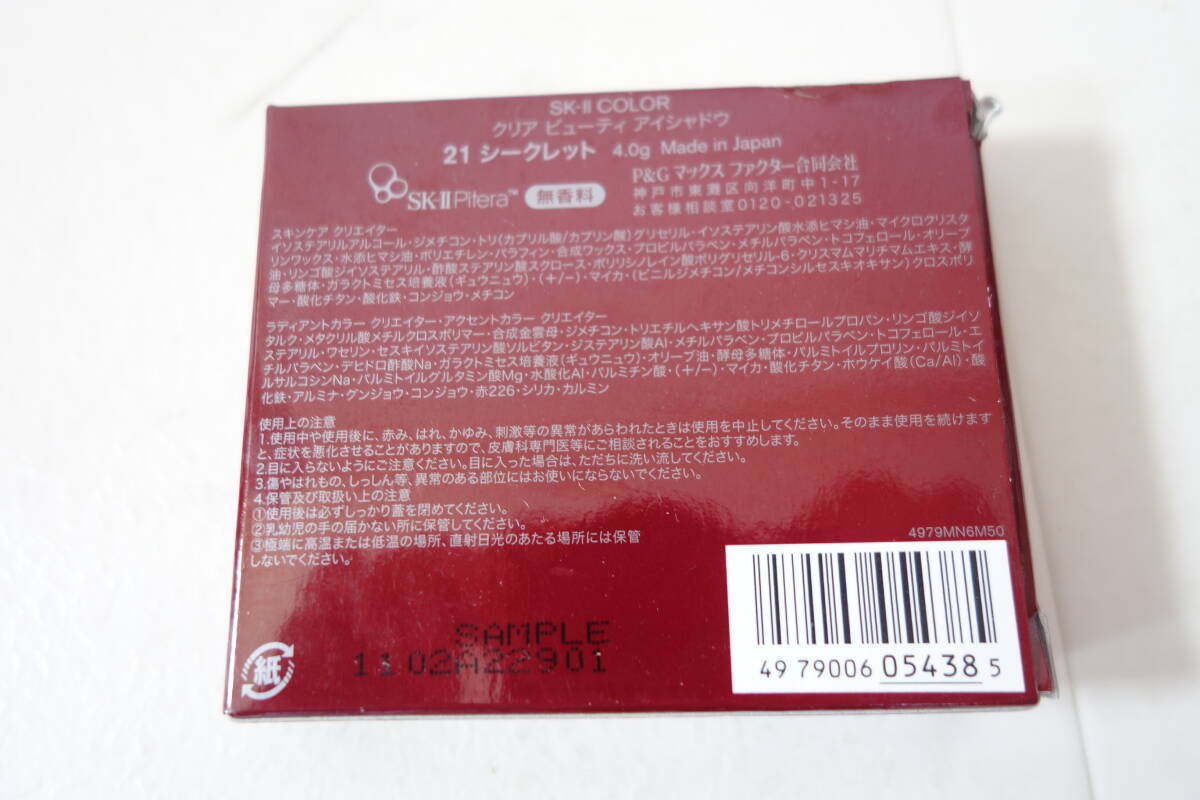 SK-II COLOR
クリア ビューティ アイシャドウ
21 シークレット 4.0g Made in Japan
SK-II Pitera™ 無香料
P&G マックス ファクター合同会社
神戸市東灘区向洋町中1-17
お客様相談室0120-021325
スキンケア クリエイター
イソステアリルアルコール・ジメチコン・トリ(カプリル酸/カプリン酸)グリセリル・イソステアリン酸水添ヒマシ油・マイクロクリスタ
リンワックス・水添ヒマシ油・ポリエチレン・パラフィン・合成ワックス・プロピルパラベン・メチルパラベン・トコフェロール・オリーブ
油・リンゴ酸ジイソステアリル・酢酸ステアリン酸スクロース・ポリリシノレイン酸ポリグリセリル-6・クリスマムマリチマムエキス・酵
母多糖体・ガラクトミセス培養液(ギュウニュウ)・(+/−)・マイカ・(ビニルジメチコン/メチコンシルセスキオキサン)クロスポリ
マー・酸化チタン・酸化鉄・コンジョウ・メチコン
ラディアントカラー クリエイター・アクセントカラー クリエイター
タルク・メタクリル酸メチルクロスポリマー・合成金雲母・ジメチコン・トリエチルヘキサン酸トリメチロールプロパン・リンゴ酸ジイソ
ステアリル・ワセリン・セスキイソステアリン酸ソルビタン・ジステアリン酸Al・メチルパラベン・プロピルパラベン・トコフェロール・エ
チルパラベン・デヒドロ酢酸Na・ガラクトミセス培養液(ギュウニュウ)・オリーブ油・酵母多糖体・パルミトイルプロリン・パルミトイ
ルサルコシンNa・パルミトイルグルタミン酸Mg・水酸化Al・パルミチン酸・(+/−)・マイカ・酸化チタン・ホウケイ酸(Ca/Al)・酸
化鉄・アルミナ・グンジョウ・コンジョウ・赤226・シリカ・カルミン
使用上の注意
1.使用中や使用後に、赤み、はれ、かゆみ、刺激等の異常があらわれたときは使用を中止してください。そのまま使用を続けます
と、症状を悪化させることがありますので、皮膚科専門医等にご相談されることをおすすめします。
2.目に入らないようにご注意ください。目に入った場合は、ただちに洗い流してください。
3.傷やはれもの、しっしん等、異常のある部位にはお使いにならないでください。
4.保管及び取扱い上の注意
①使用後は必ずしっかり蓋を閉めてください。
②乳幼児の手の届かない所に保管してください。
③極端に高温または低温の場所、直射日光のあたる場所には保管
しないでください。
4979MN6M50
SAMPLE
1102A22901
紙
4979006054385